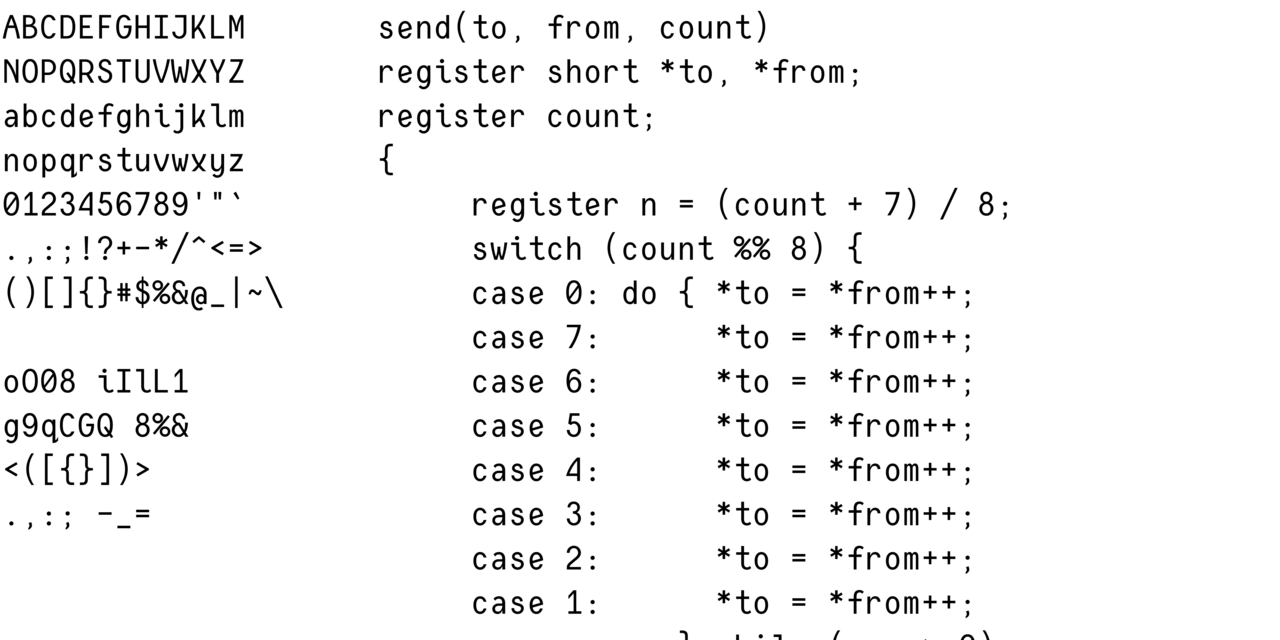 ABCDEFGHIJKLM
NOPQRSTUVWXYZ
abcdefghijklm
nopqrstuvwxyz
0123456789'"`
.,:;!?+-*/^<=>
()[]{}#$%&@_|~\
oO08 iIlL1
g9qCGQ 8%&
<([{}])>
.,:; -_=
send(to, from, count)
register short *to, *from;
register count;
{
register n = (count + 7) / 8;
switch (count %% 8) {
case 0: do { *to = *from++;
case 7: *to = *from++;
case 6: *to = *from++;
case 5: *to = *from++;
case 4: *to = *from++;
case 3: *to = *from++;
case 2: *to = *from++;
case 1: *to = *from++;